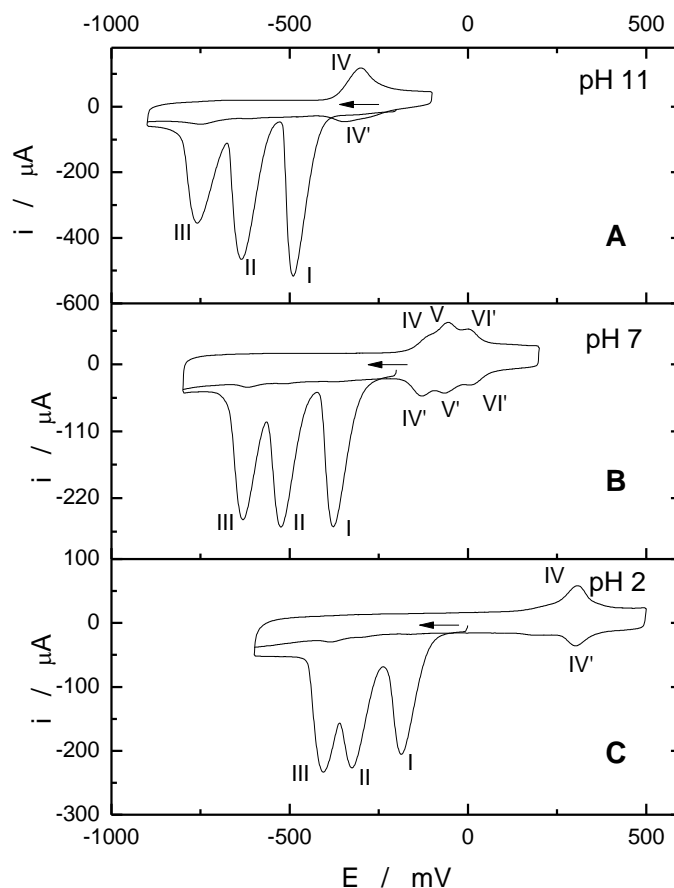 -1000 -500 0 500
IV
pH 11
0
IV'
-200
i / μA
III
II
I
A
-400
-600
IV V VI'
pH 7
0
IV' V' VI'
-110
i / μA
-220
III II I
B
100
IV
pH 2
0
IV'
-100
i / μA
-200
III II I
C
-300
-1000 -500 0 500
E / mV